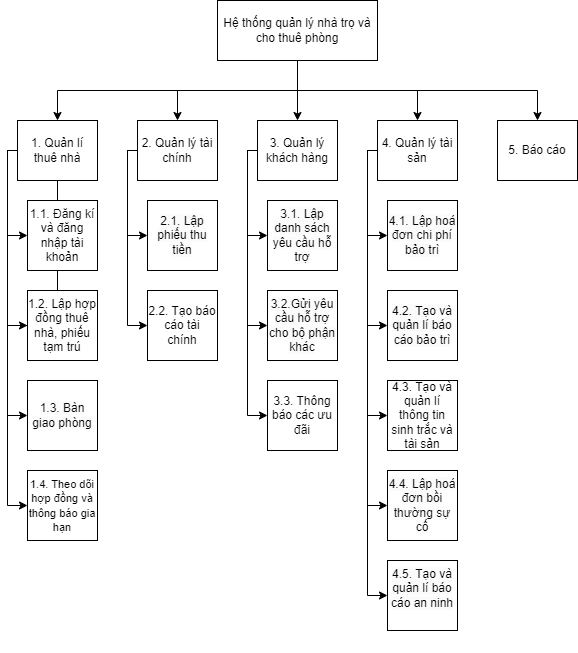 Hệ thống quản lý nhà trọ và
cho thuê phòng
1. Quản lí
thuê nhà
2. Quản lý tài
chính
3. Quản lý
khách hàng
4. Quản lý tài
sản
5. Báo cáo
1.1. Đăng kí
và đăng
nhập tài
khoản
2.1. Lập
phiếu thu
tiền
3.1. Lập
danh sách
yêu cầu hỗ
trợ
4.1. Lập hoá
đơn chi phí
bảo trì
1.2. Lập hợp
đồng thuê
nhà, phiếu
tạm trú
2.2. Tạo báo
cáo tài
chính
3.2.Gửi yêu
cầu hỗ trợ
cho bộ phận
khác
4.2. Tạo và
quản lí báo
cáo bảo trì
1.3. Bàn
giao phòng
3.3. Thông
báo các ưu
đãi
4.3. Tạo và
quản lí
thông tin
sinh trắc và
tài sản
1.4. Theo dõi
hợp đồng và
thông báo gia
hạn
4.4. Lập hoá
đơn bồi
thường sự
cố
4.5. Tạo và
quản lí báo
cáo an ninh